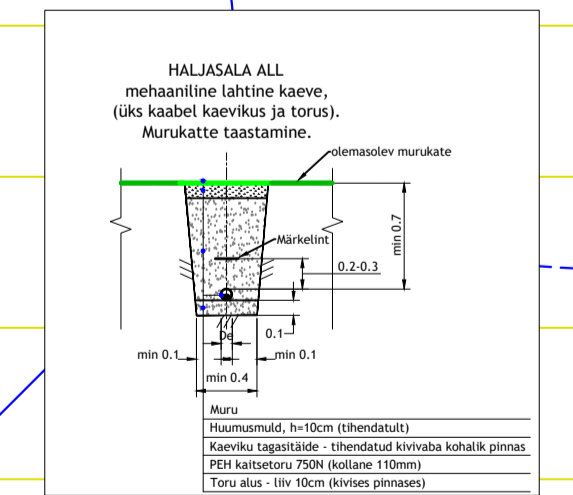 HALJASALA ALL
mehaaniline lahtine kaeve,
(üks kaabel kaevikus ja torus).
Murukatte taastamine.
olemasolev murukate
Märkelint
min 0.7
0.2-0.3
De
0.1
min 0.1
min 0.1
min 0.4
Muru
Huumusmuld, h=10cm (tihendatult)
Kaeviku tagasitäide - tihendatud kivivaba kohalik pinnas
PEH kaitsetoru 750N (kollane 110mm)
Toru alus - liiv 10cm (kivises pinnases)